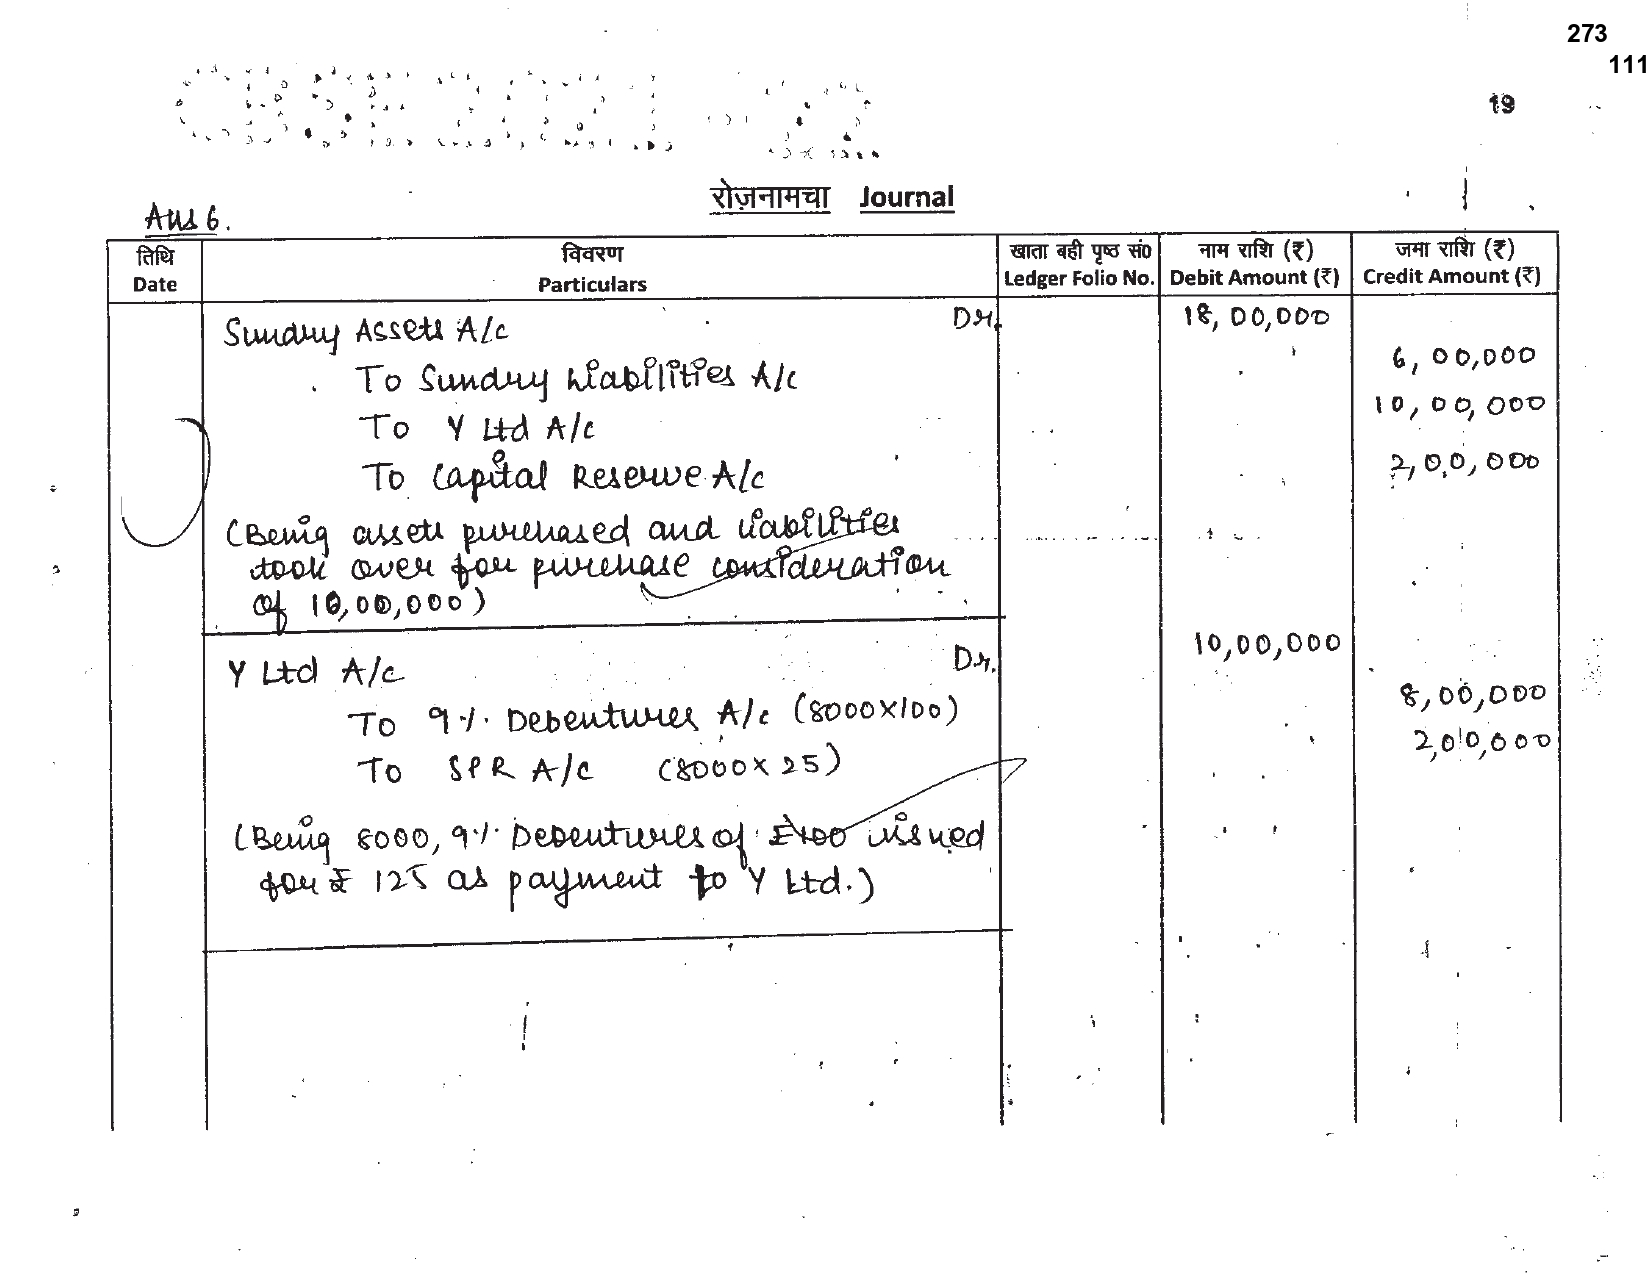 273
111
19
CBSE 2021-22
रोज़नामचा Journal
Ans 6.
तिथि विवरण खाता बही पृष्ठ सं० नाम राशि (₹) जमा राशि (₹)
Date Particulars Ledger Folio No. Debit Amount (₹) Credit Amount (₹)
Sundry Assets A/c Dr. 18,00,000
To Sundry Liabilities A/c 6,00,000
To Y Ltd A/c 10,00,000
To Capital Reserve A/c 2,00,000
(Being assets purchased and liabilities
took over for purchase consideration
of 10,00,000)
Y Ltd A/c Dr. 10,00,000
To 9% Debentures A/c (8000×100) 8,00,000
To SPR A/c (8000×25) 2,00,000
(Being 8000, 9% Debentures of ₹100 issued
for ₹ 125 as payment to Y Ltd.)